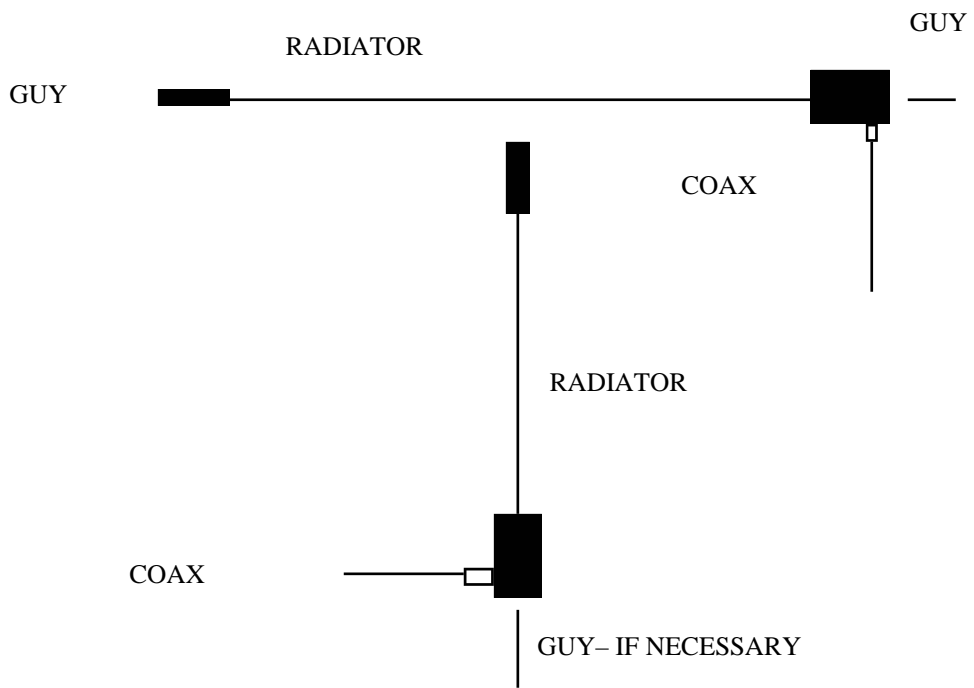 GUY
RADIATOR
GUY
COAX
RADIATOR
COAX
GUY– IF NECESSARY